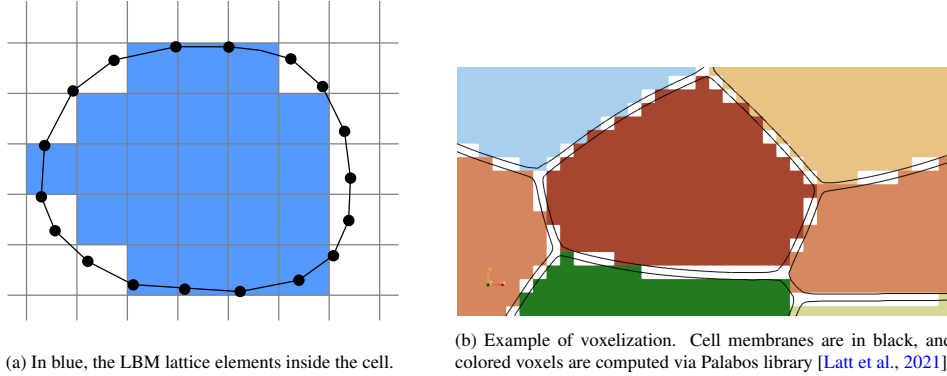 (a) In blue, the LBM lattice elements inside the cell.
(b) Example of voxelization. Cell membranes are in black, and
colored voxels are computed via Palabos library [Latt et al., 2021]